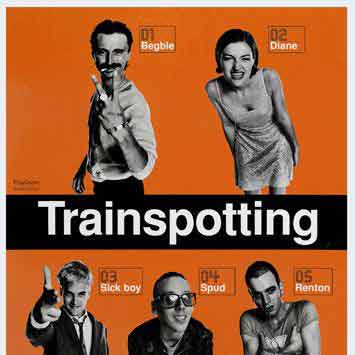 01
Begbie
02
Diane
Trainspotting
03
Sick boy
04
Spud
05
Renton